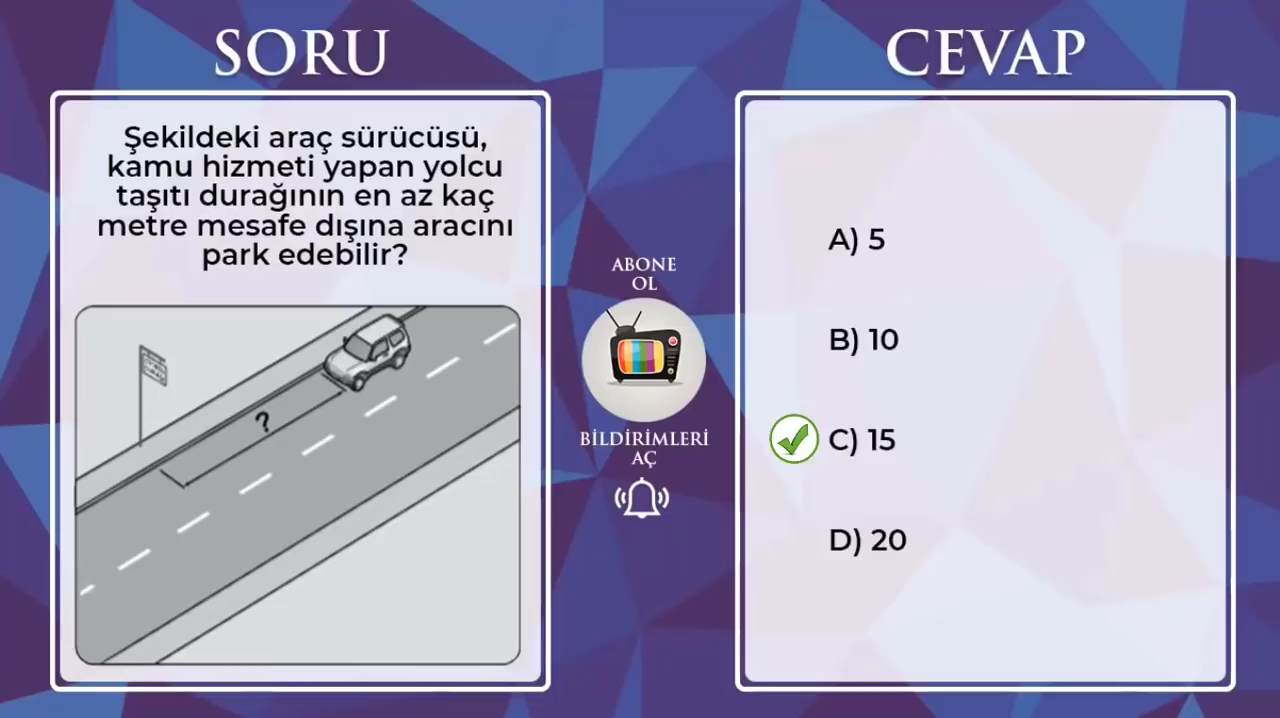 SORU
Şekildeki araç sürücüsü,
kamu hizmeti yapan yolcu
taşıtı durağının en az kaç
metre mesafe dışına aracını
park edebilir?
?
ABONE
OL
BİLDİRİMLERİ
AÇ
CEVAP
A) 5
B) 10
C) 15
D) 20